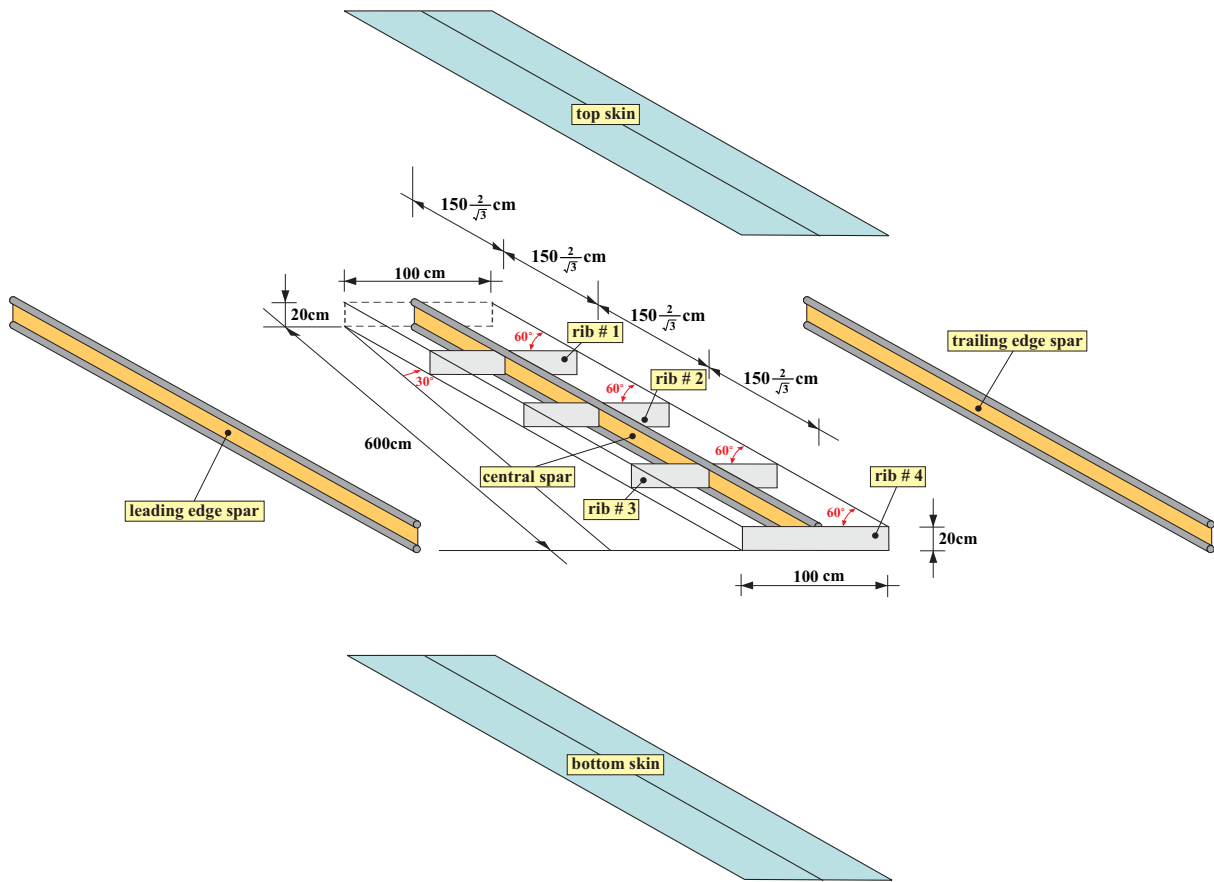 top skin
150 2/√3 cm
150 2/√3 cm
100 cm
150 2/√3 cm
20cm
rib # 1
60°
trailing edge spar
150 2/√3 cm
rib # 2
30°
60°
600cm
60°
central spar
rib # 4
leading edge spar
rib # 3
60°
20cm
100 cm
bottom skin